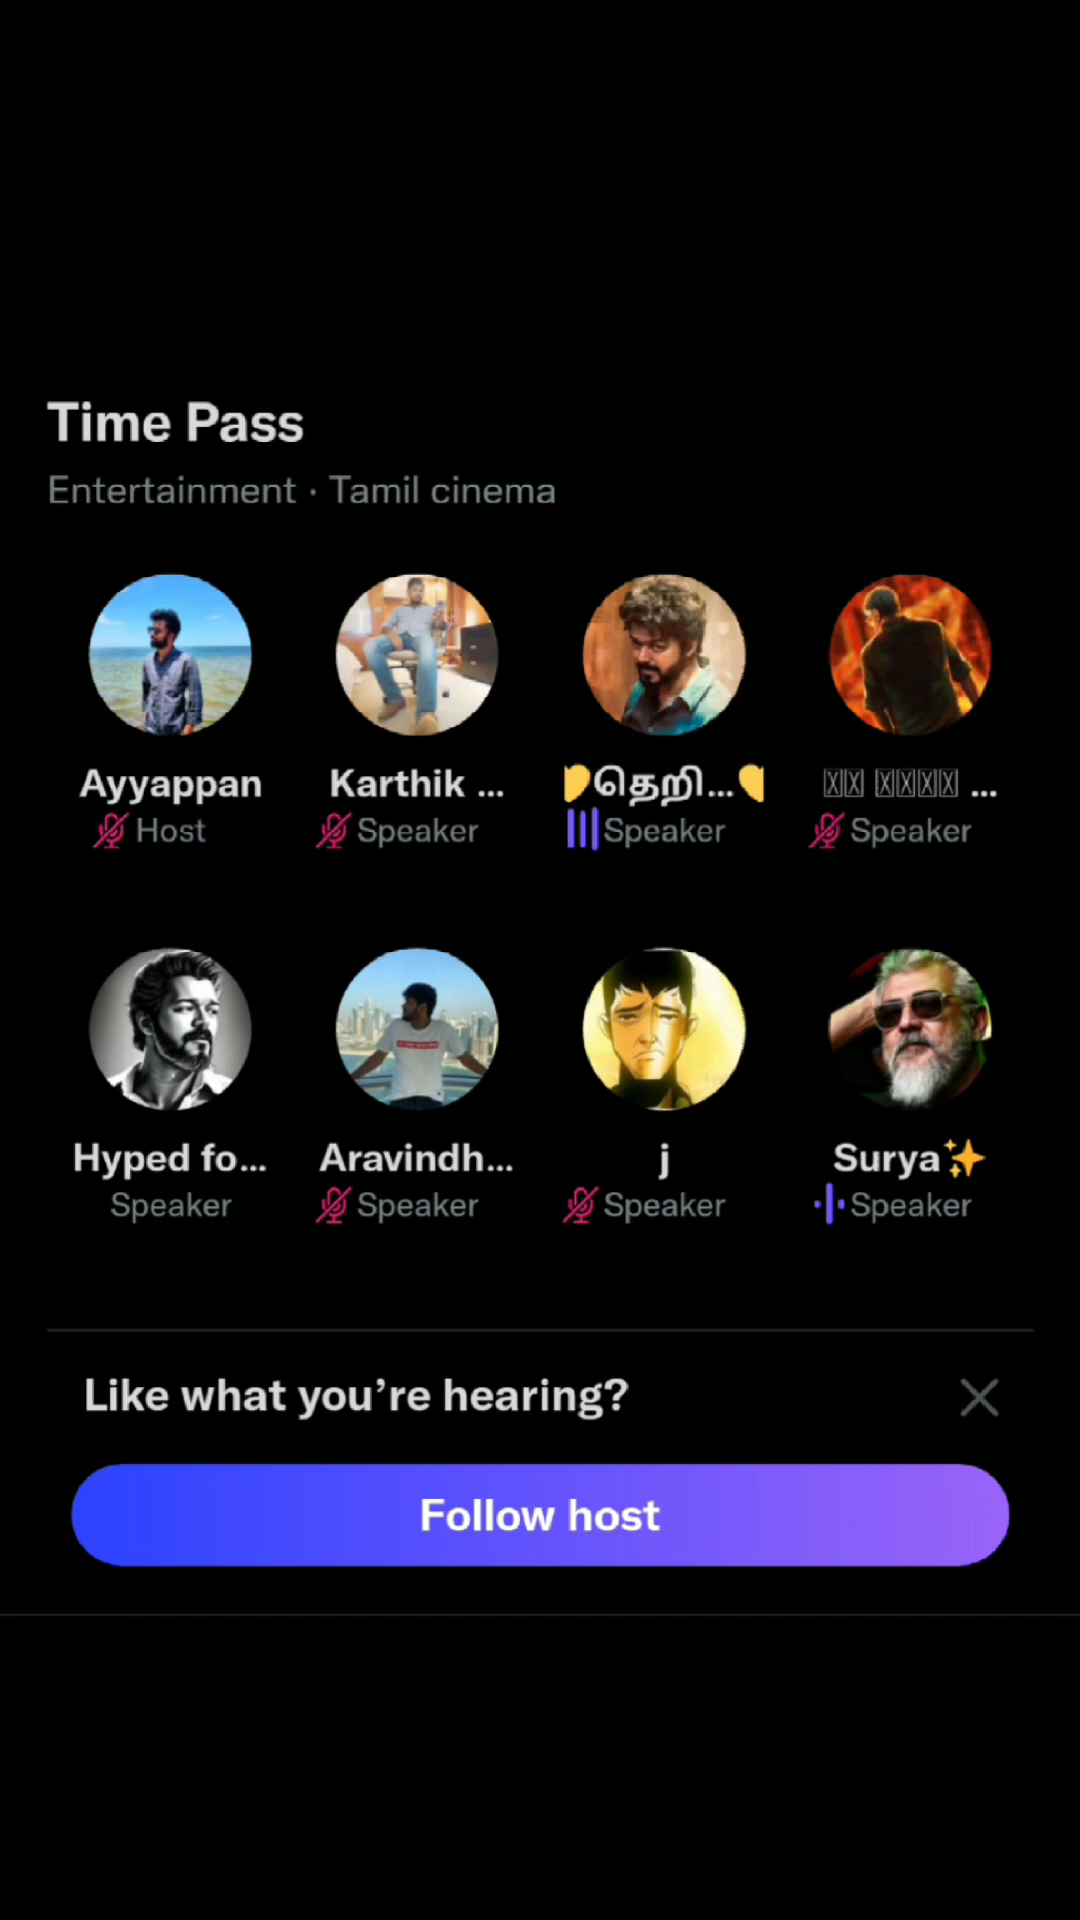 Time Pass
Entertainment · Tamil cinema
Ayyappan
Host
Karthik ...
Speaker
💛தெறி...💛
Speaker
...
Speaker
Hyped fo...
Speaker
Aravindh...
Speaker
j
Speaker
Surya✨
Speaker
Like what you’re hearing?
Follow host